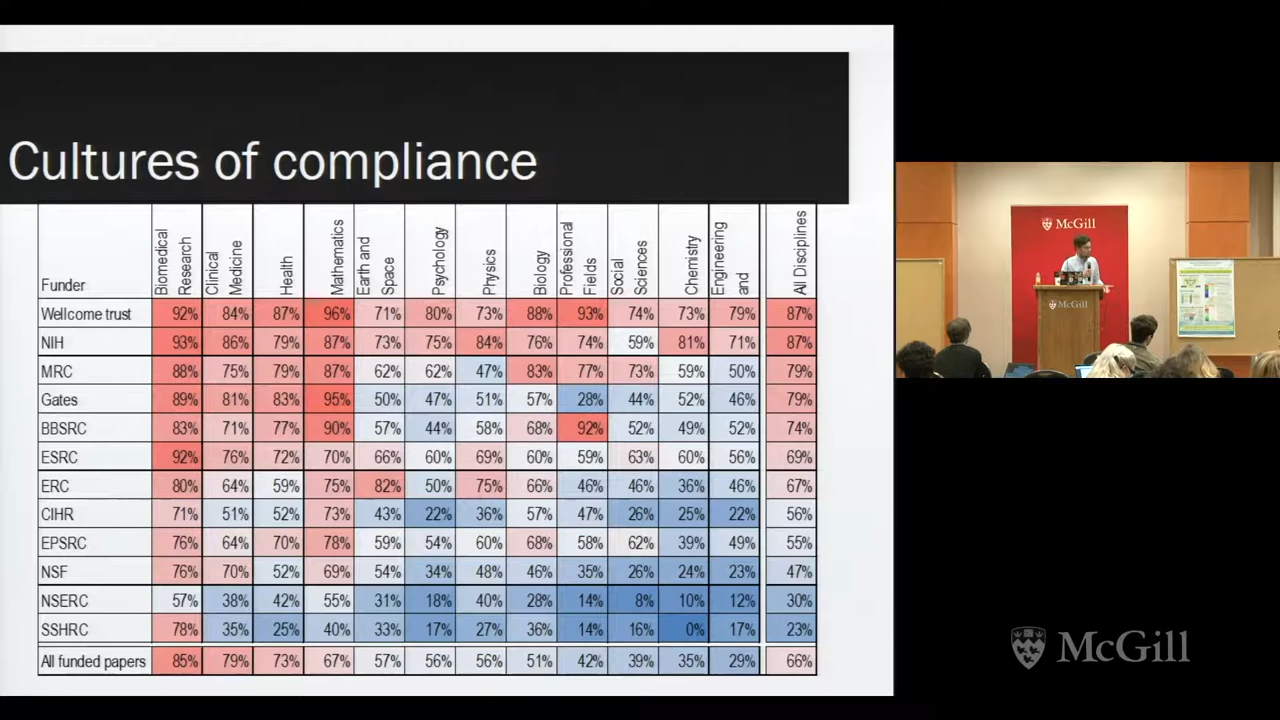 Cultures of compliance
Funder Biomedical Research Clinical Medicine Health Mathematics Earth and Space Psychology Physics Biology Professional Fields Social Sciences Chemistry Engineering and All Disciplines
Wellcome trust 92% 84% 87% 96% 71% 80% 73% 88% 93% 74% 73% 79% 87%
NIH 93% 86% 79% 87% 73% 75% 84% 76% 74% 59% 81% 71% 87%
MRC 88% 75% 79% 87% 62% 62% 47% 83% 77% 73% 59% 50% 79%
Gates 89% 81% 83% 95% 50% 47% 51% 57% 28% 44% 52% 46% 79%
BBSRC 83% 71% 77% 90% 57% 44% 58% 68% 92% 52% 49% 52% 74%
ESRC 92% 76% 72% 70% 66% 60% 69% 60% 59% 63% 60% 56% 69%
ERC 80% 64% 59% 75% 82% 50% 75% 66% 46% 46% 36% 46% 67%
CIHR 71% 51% 52% 73% 43% 22% 36% 57% 47% 26% 25% 22% 56%
EPSRC 76% 64% 70% 78% 59% 54% 60% 68% 58% 62% 39% 49% 55%
NSF 76% 70% 52% 69% 54% 34% 48% 46% 35% 26% 24% 23% 47%
NSERC 57% 38% 42% 55% 31% 18% 40% 28% 14% 8% 10% 12% 30%
SSHRC 78% 35% 25% 40% 33% 17% 27% 36% 14% 16% 0% 17% 23%
All funded papers 85% 79% 73% 67% 57% 56% 56% 51% 42% 39% 35% 29% 66%
McGill
McGill
McGill